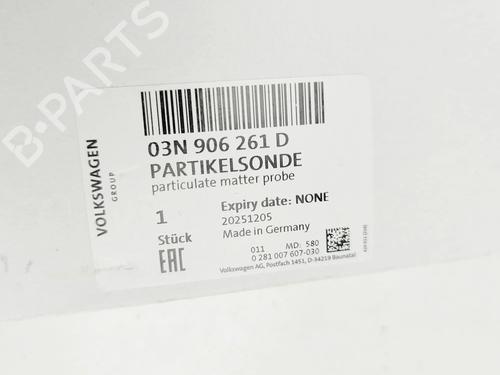 B-PARTS
VOLKSWAGEN
GROUP
03N 906 261 D
PARTIKELSONDE
particulate matter probe
1
Stück
Expiry date: NONE
20251205
Made in Germany
EAC
011 MD: 580
0 281 007 607-030
Volkswagen AG, Postfach 1451, D-34219 Baunatal